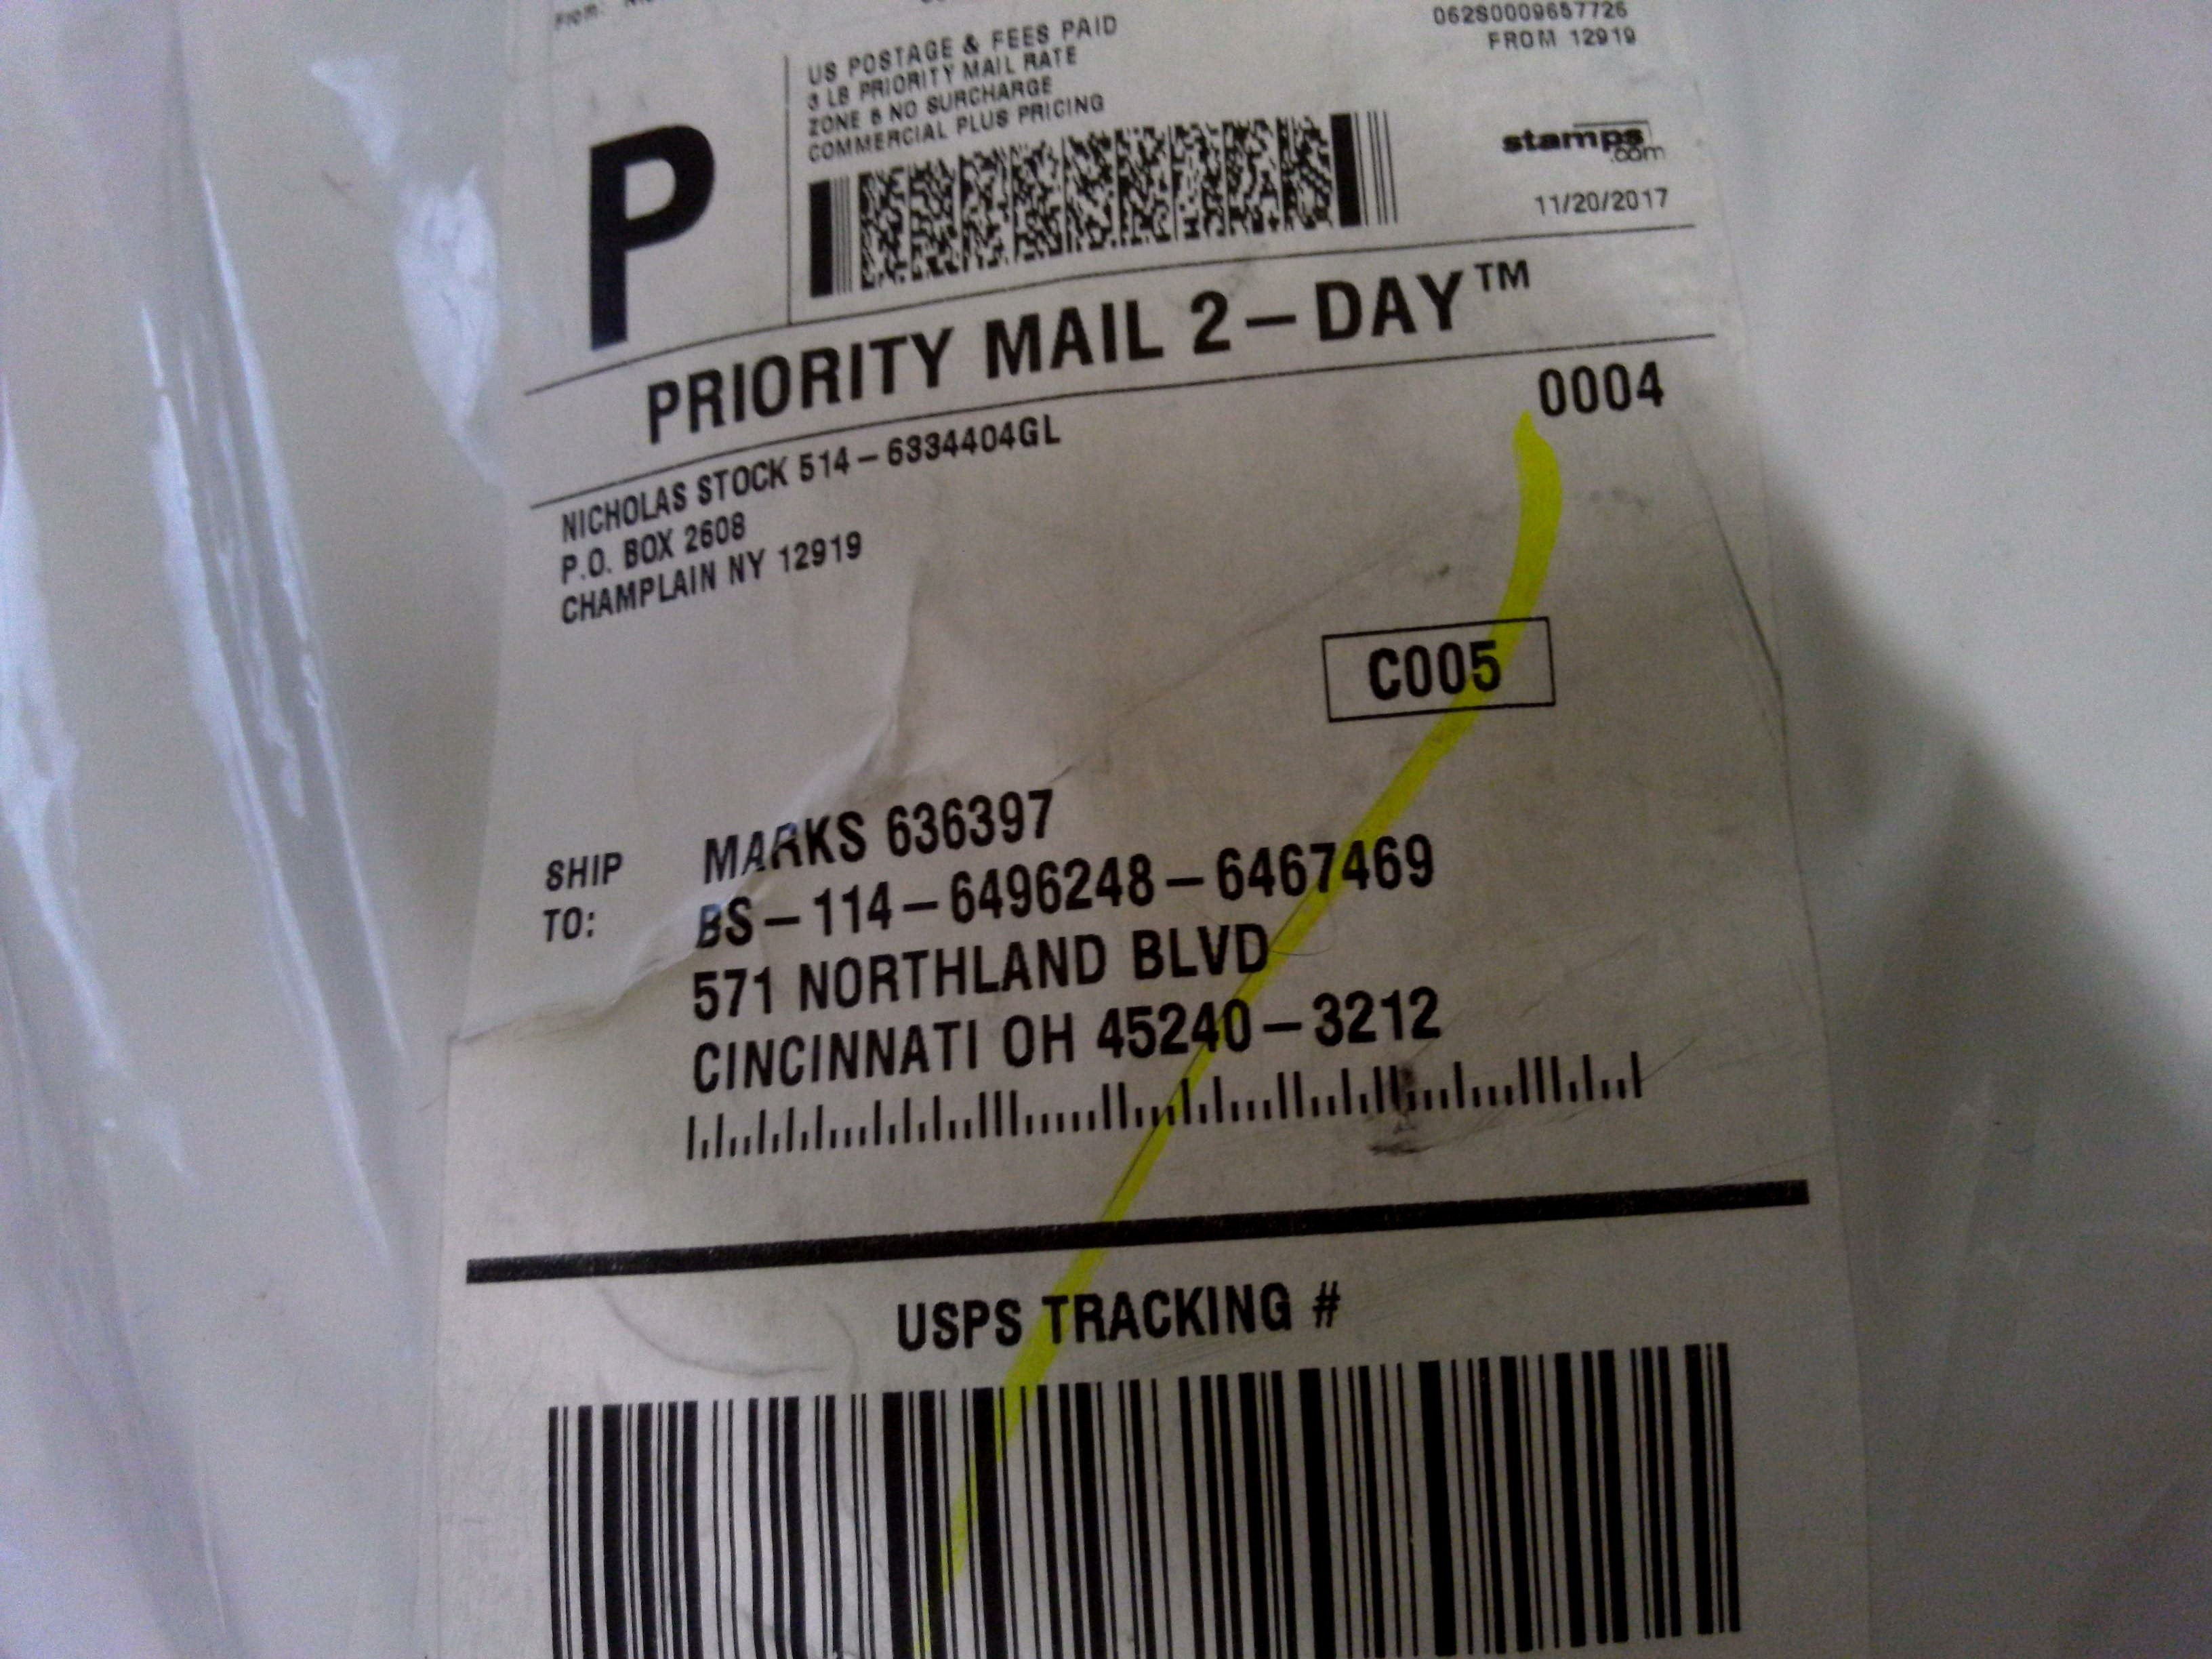 From:
US POSTAGE & FEES PAID
062S0009657726
3 LB PRIORITY MAIL RATE
FROM 12919
ZONE 5 NO SURCHARGE
COMMERCIAL PLUS PRICING
P
stamps
.com
11/20/2017
PRIORITY MAIL 2-DAY™
0004
NICHOLAS STOCK 514-6334404GL
P.O. BOX 2608
CHAMPLAIN NY 12919
C005
SHIP
TO:
MARKS 636397
BS-114-6496248-6467469
571 NORTHLAND BLVD
CINCINNATI OH 45240-3212
USPS TRACKING #